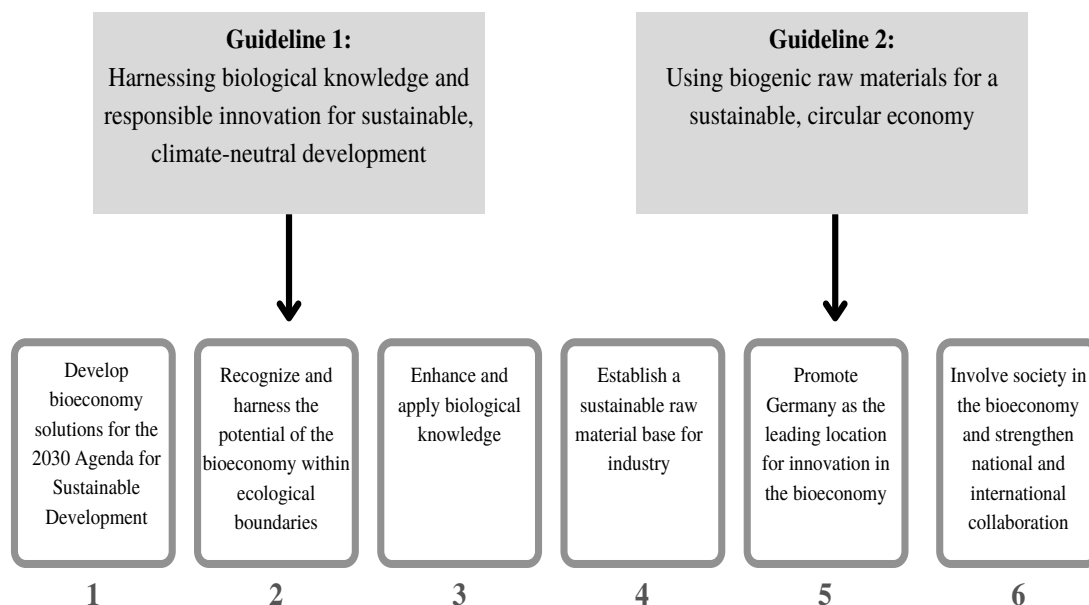 Guideline 1:
Harnessing biological knowledge and
responsible innovation for sustainable,
climate-neutral development
Guideline 2:
Using biogenic raw materials for a
sustainable, circular economy
Develop
bioeconomy
solutions for the
2030 Agenda for
Sustainable
Development
Recognize and
harness the
potential of the
bioeconomy within
ecological
boundaries
Enhance and
apply biological
knowledge
Establish a
sustainable raw
material base for
industry
Promote
Germany as the
leading location
for innovation in
the bioeconomy
Involve society in
the bioeconomy
and strengthen
national and
international
collaboration
1
2
3
4
5
6